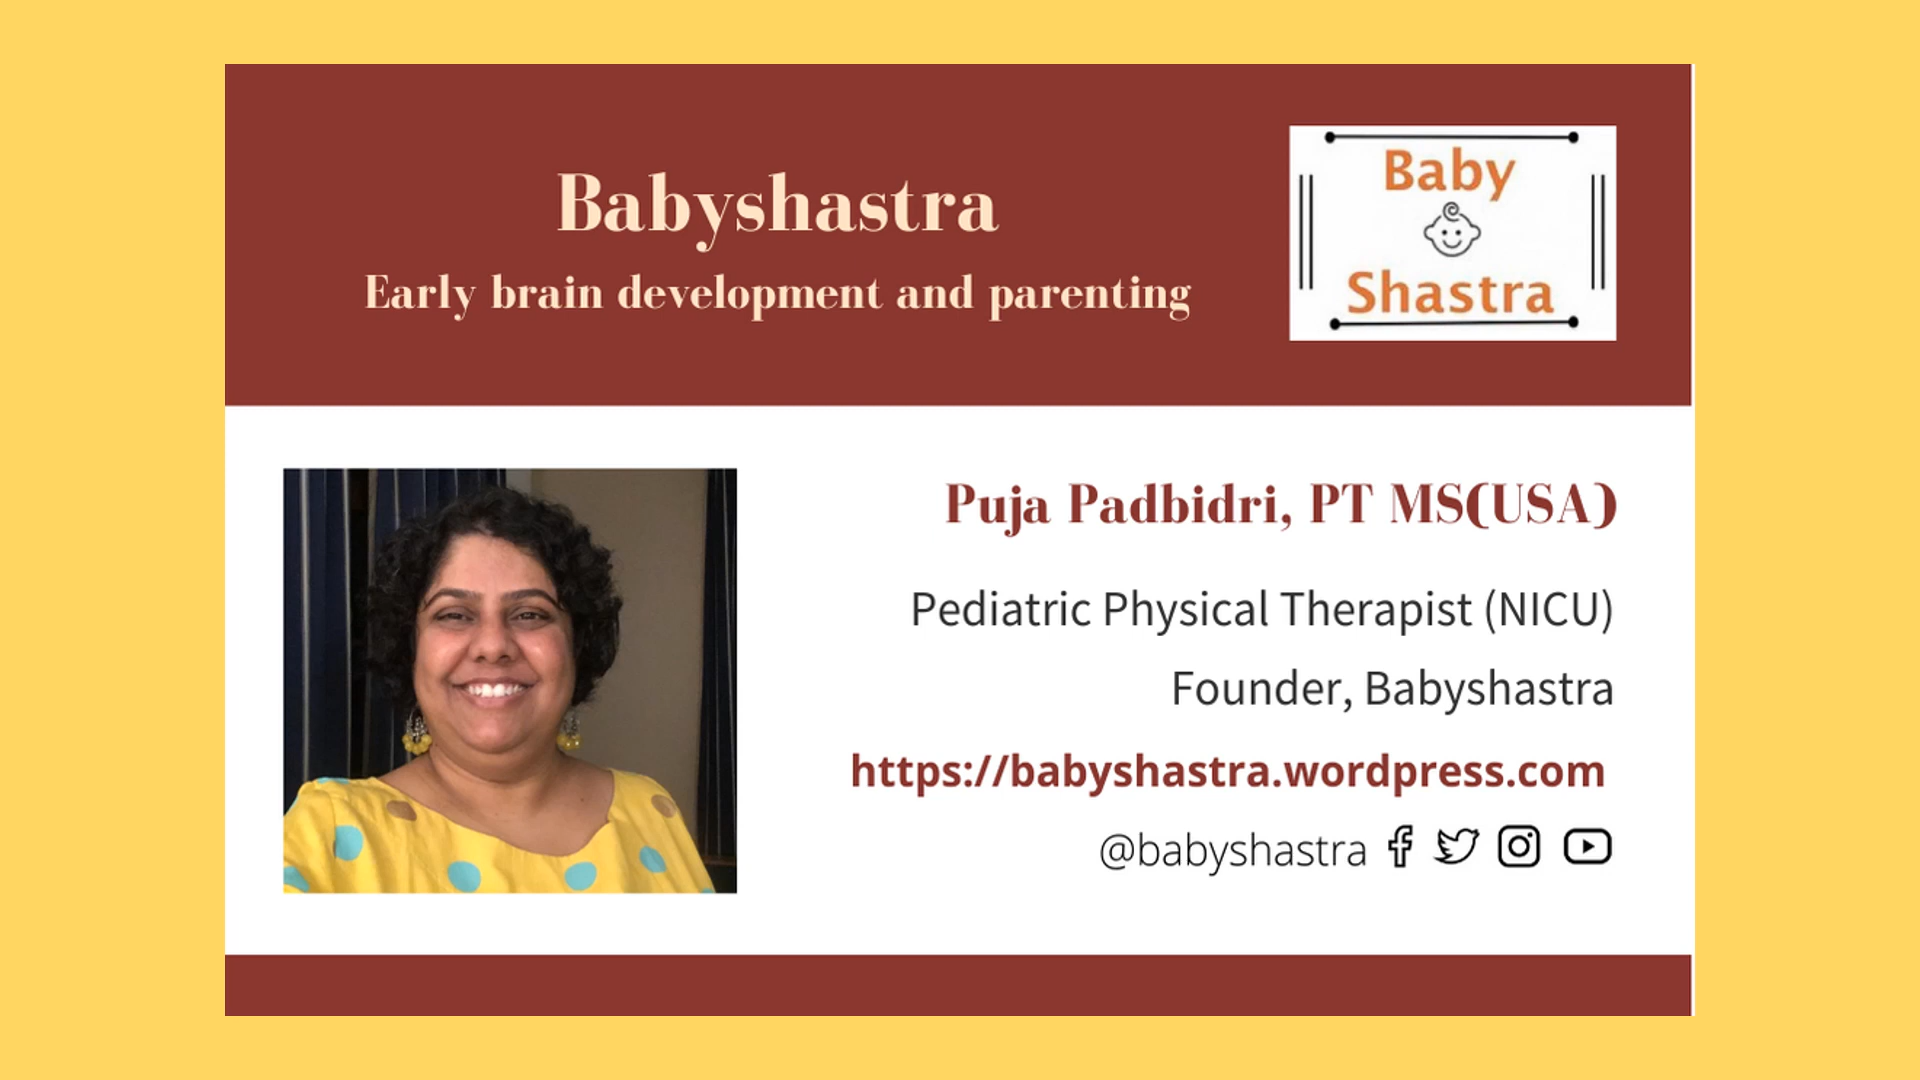 Babyshastra
Early brain development and parenting
Baby
Shastra
Puja Padbidri, PT MS(USA)
Pediatric Physical Therapist (NICU)
Founder, Babyshastra
https://babyshastra.wordpress.com
@babyshastra